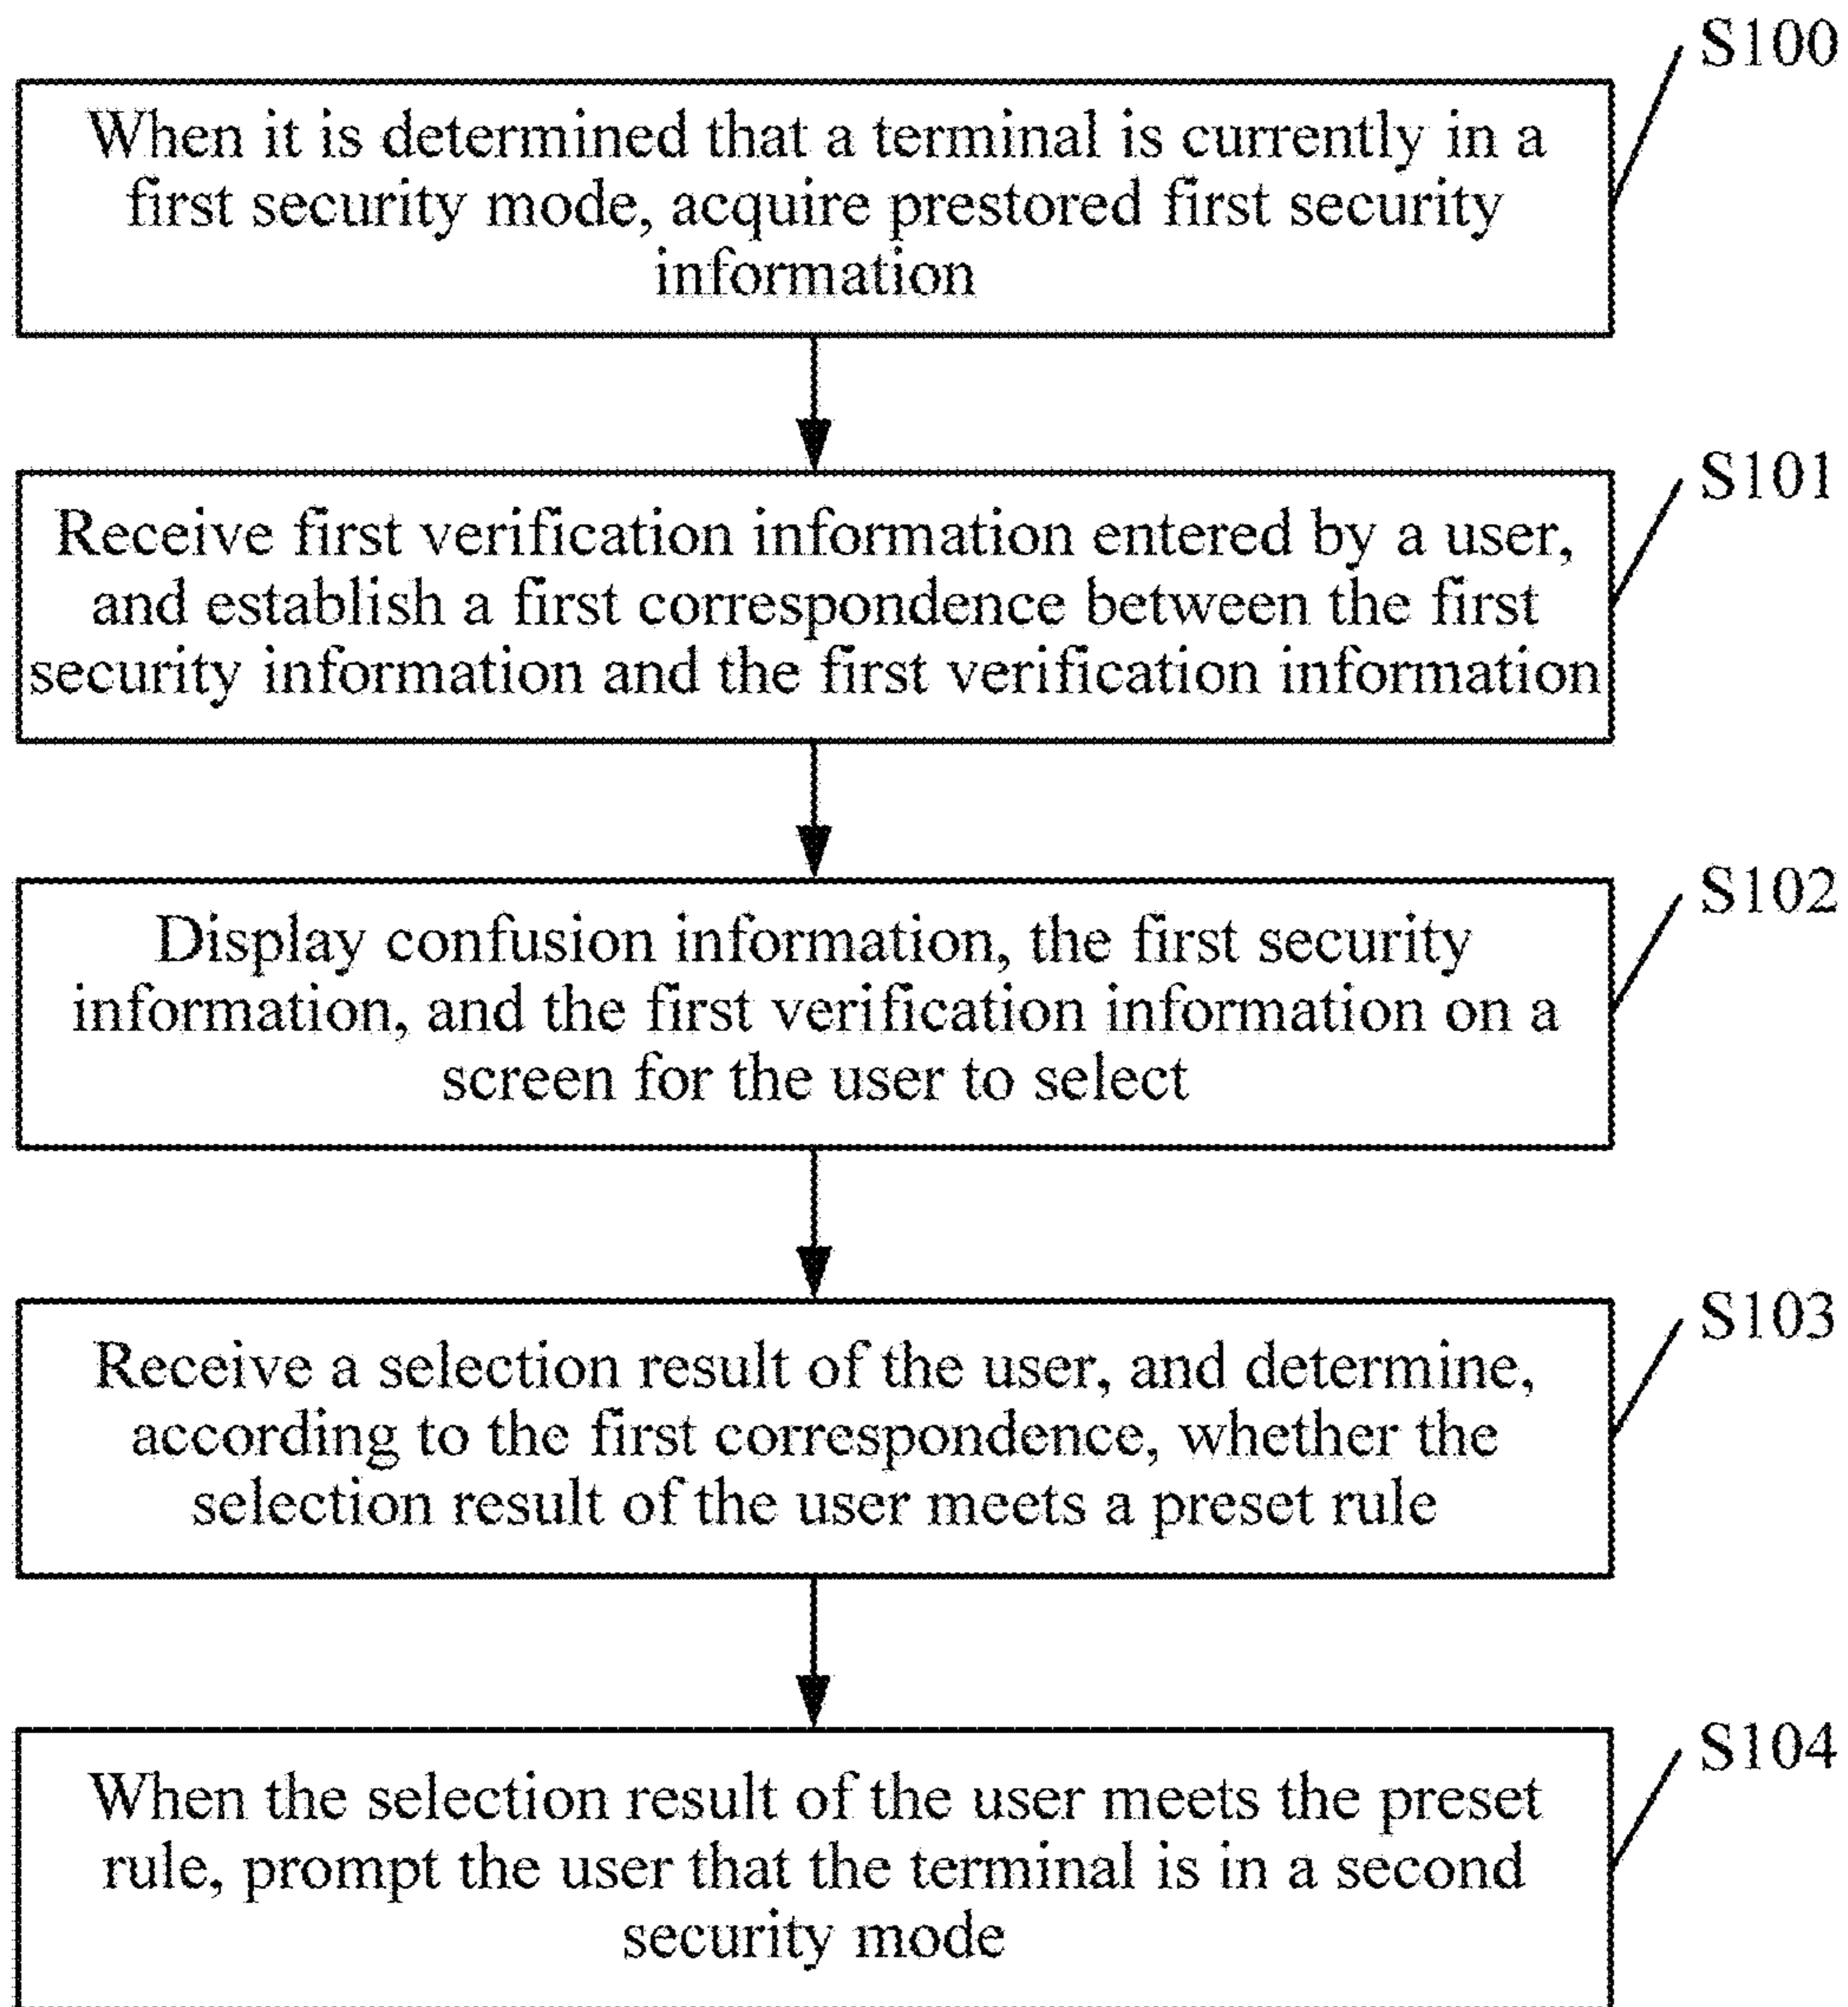 S100
When it is determined that a terminal is currently in a
first security mode, acquire prestored first security
information
S101
Receive first verification information entered by a user,
and establish a first correspondence between the first
security information and the first verification information
S102
Display confusion information, the first security
information, and the first verification information on a
screen for the user to select
S103
Receive a selection result of the user, and determine,
according to the first correspondence, whether the
selection result of the user meets a preset rule
S104
When the selection result of the user meets the preset
rule, prompt the user that the terminal is in a second
security mode